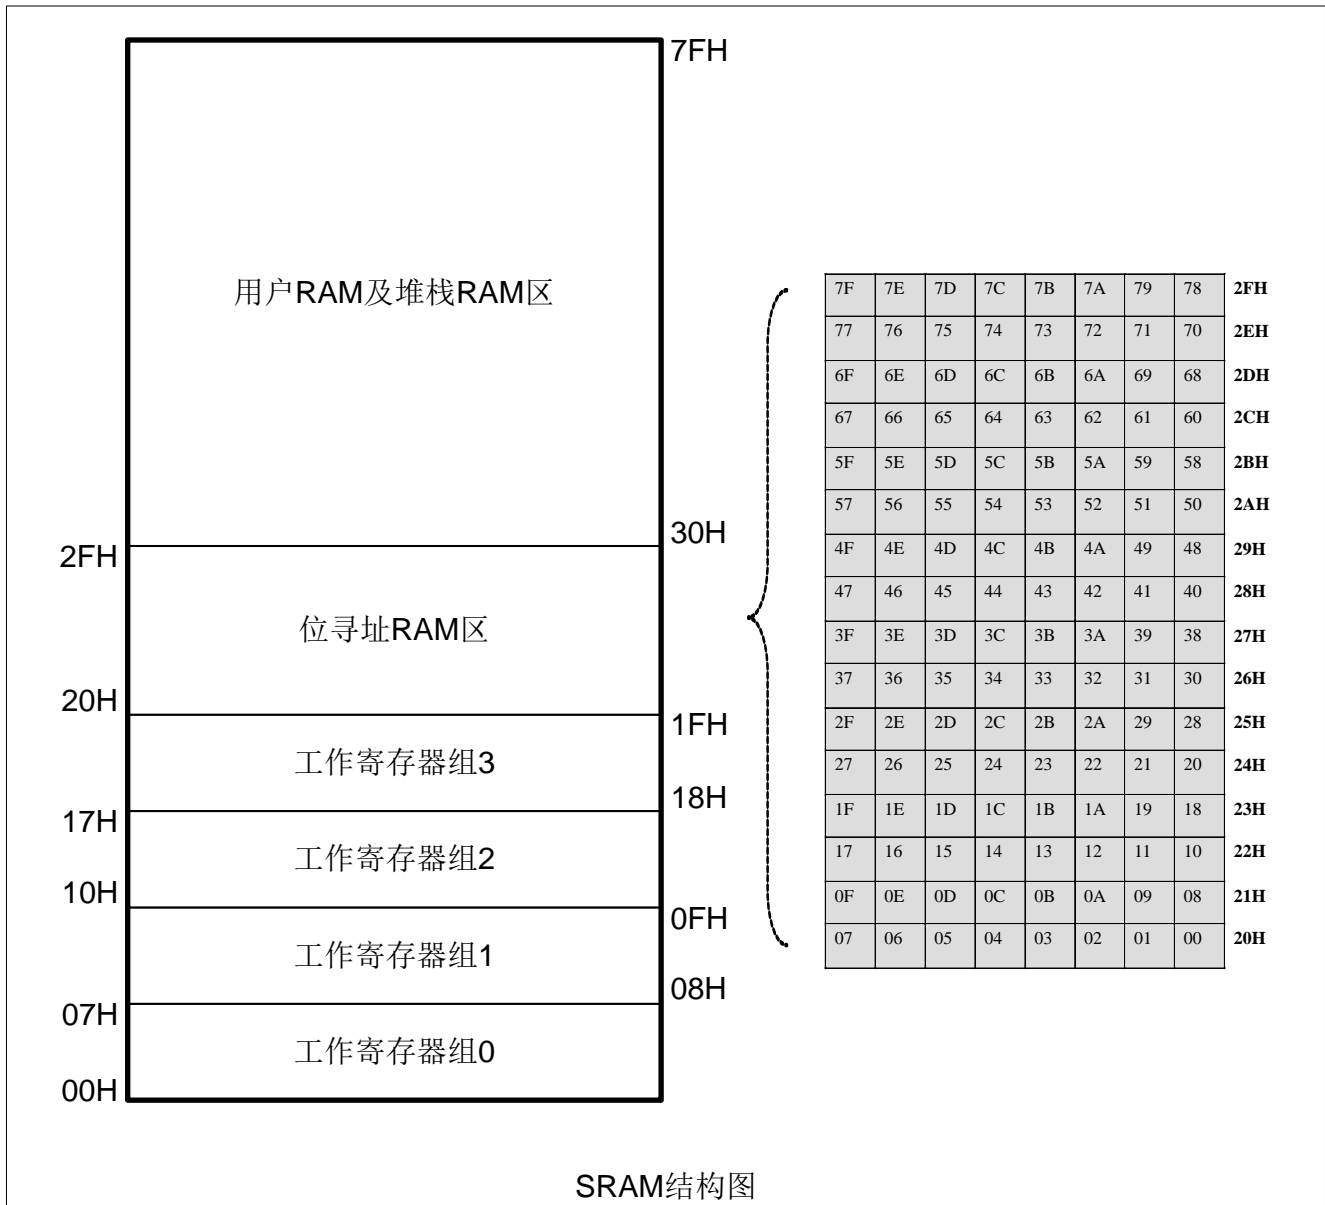 7FH
用户RAM及堆栈RAM区
30H
2FH
位寻址RAM区
20H
1FH
工作寄存器组3
18H
17H
工作寄存器组2
10H
0FH
工作寄存器组1
08H
07H
工作寄存器组0
00H
7F 7E 7D 7C 7B 7A 79 78 2FH
77 76 75 74 73 72 71 70 2EH
6F 6E 6D 6C 6B 6A 69 68 2DH
67 66 65 64 63 62 61 60 2CH
5F 5E 5D 5C 5B 5A 59 58 2BH
57 56 55 54 53 52 51 50 2AH
4F 4E 4D 4C 4B 4A 49 48 29H
47 46 45 44 43 42 41 40 28H
3F 3E 3D 3C 3B 3A 39 38 27H
37 36 35 34 33 32 31 30 26H
2F 2E 2D 2C 2B 2A 29 28 25H
27 26 25 24 23 22 21 20 24H
1F 1E 1D 1C 1B 1A 19 18 23H
17 16 15 14 13 12 11 10 22H
0F 0E 0D 0C 0B 0A 09 08 21H
07 06 05 04 03 02 01 00 20H
SRAM结构图